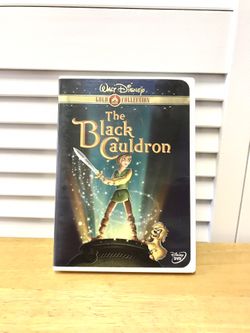 WALT DISNEY
GOLD COLLECTION
The
Black
Cauldron
DISNEY
DVD